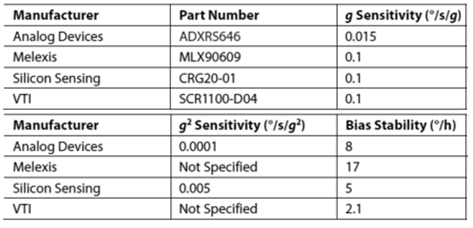 Manufacturer Part Number g Sensitivity (°/s/g)
Analog Devices ADXRS646 0.015
Melexis MLX90609 0.1
Silicon Sensing CRG20-01 0.1
VTI SCR1100-D04 0.1
Manufacturer g² Sensitivity (°/s/g²) Bias Stability (°/h)
Analog Devices 0.0001 8
Melexis Not Specified 17
Silicon Sensing 0.005 5
VTI Not Specified 2.1